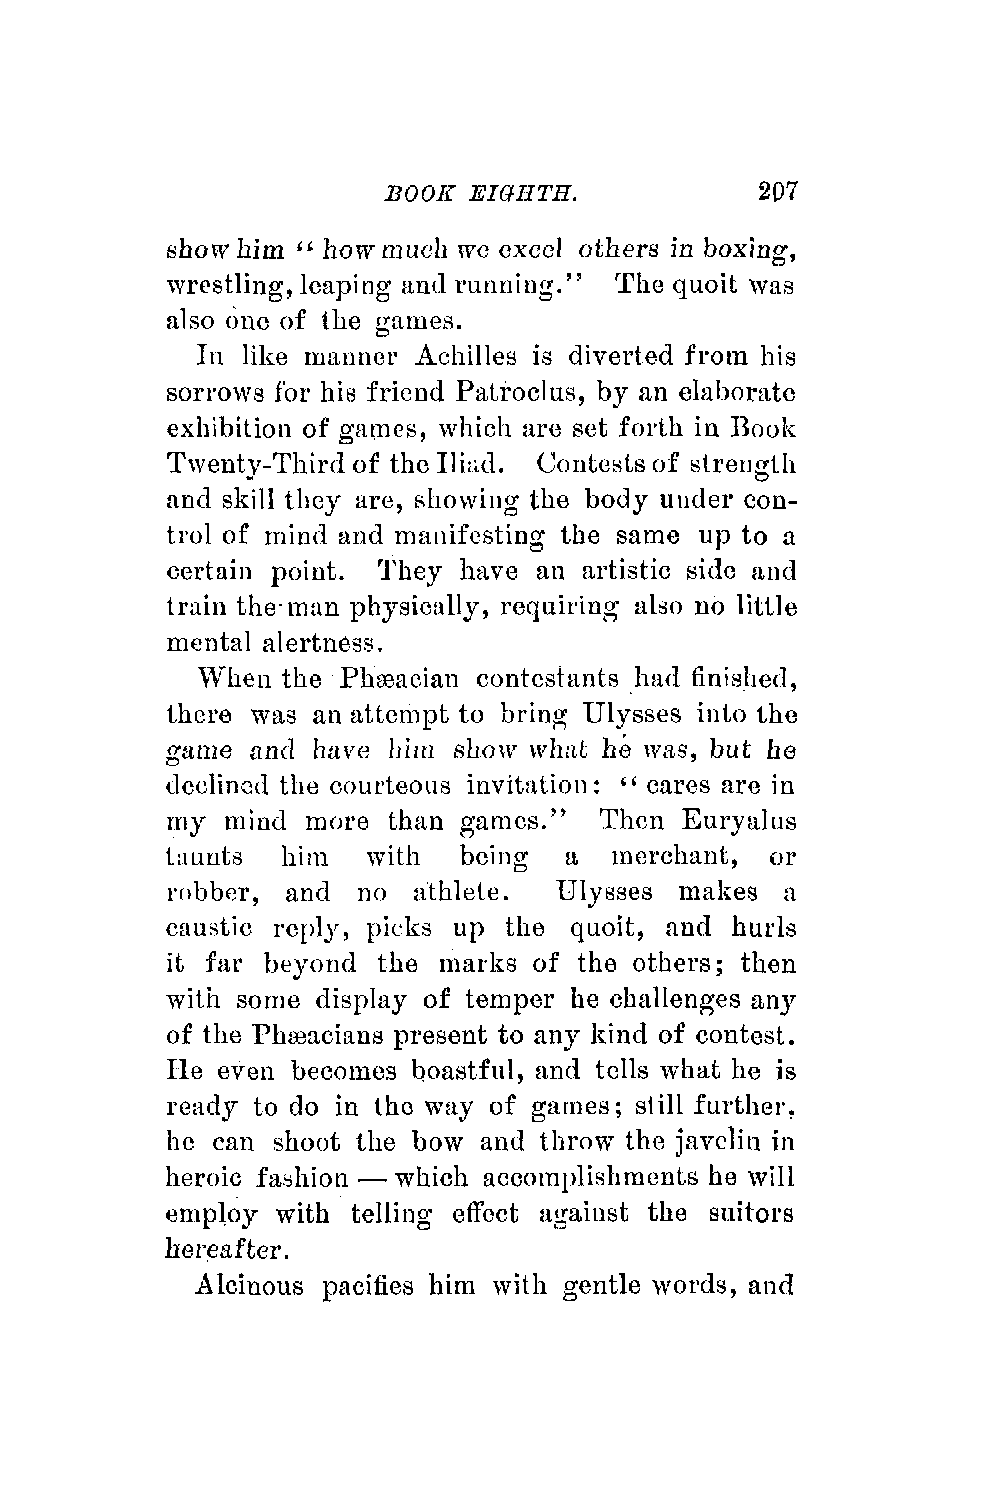 BOOK EIGHTH. 207
show him “ how much we excel others in boxing,
wrestling, leaping and running.” The quoit was
also one of the games.
In like manner Achilles is diverted from his
sorrows for his friend Patroclus, by an elaborate
exhibition of games, which are set forth in Book
Twenty-Third of the Iliad. Contests of strength
and skill they are, showing the body under con-
trol of mind and manifesting the same up to a
certain point. They have an artistic side and
train the man physically, requiring also no little
mental alertness.
When the Phæacian contestants had finished,
there was an attempt to bring Ulysses into the
game and have him show what he was, but he
declined the courteous invitation: “ cares are in
my mind more than games.” Then Euryalus
taunts him with being a merchant, or
robber, and no athlete. Ulysses makes a
caustic reply, picks up the quoit, and hurls
it far beyond the marks of the others; then
with some display of temper he challenges any
of the Phæacians present to any kind of contest.
He even becomes boastful, and tells what he is
ready to do in the way of games; still further,
he can shoot the bow and throw the javelin in
heroic fashion — which accomplishments he will
employ with telling effect against the suitors
hereafter.
Alcinous pacifies him with gentle words, and